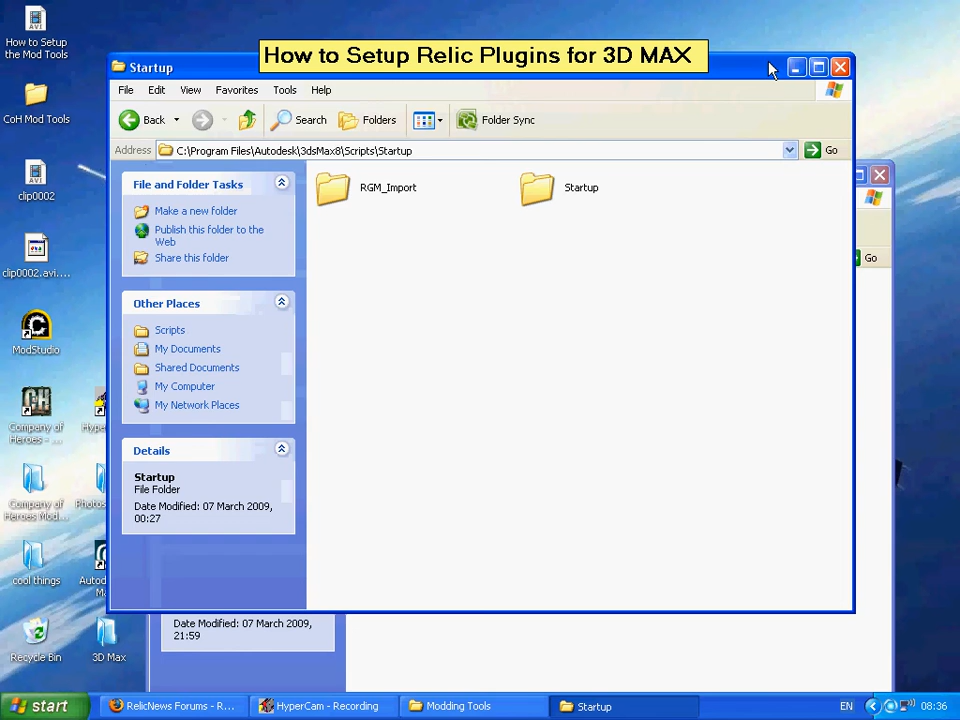 How to Setup
the Mod Tools
CoH Mod Tools
clip0002
clip0002.avi....
ModStudio
Company of
Heroes - ...
Company of
Heroes Mod...
Photos
cool things
Recycle Bin
3D Max
How to Setup Relic Plugins for 3D MAX
Startup
File Edit View Favorites Tools Help
Back Search Folders Folder Sync
Address C:\Program Files\Autodesk\3dsMax8\Scripts\Startup Go
File and Folder Tasks
Make a new folder
Publish this folder to the
Web
Share this folder
Other Places
Scripts
My Documents
Shared Documents
My Computer
My Network Places
Details
Startup
File Folder
Date Modified: 07 March 2009,
00:27
RGM_Import
Startup
Go
Date Modified: 07 March 2009,
21:59
start
RelicNews Forums - R...
HyperCam - Recording
Modding Tools
Startup
EN
08:36